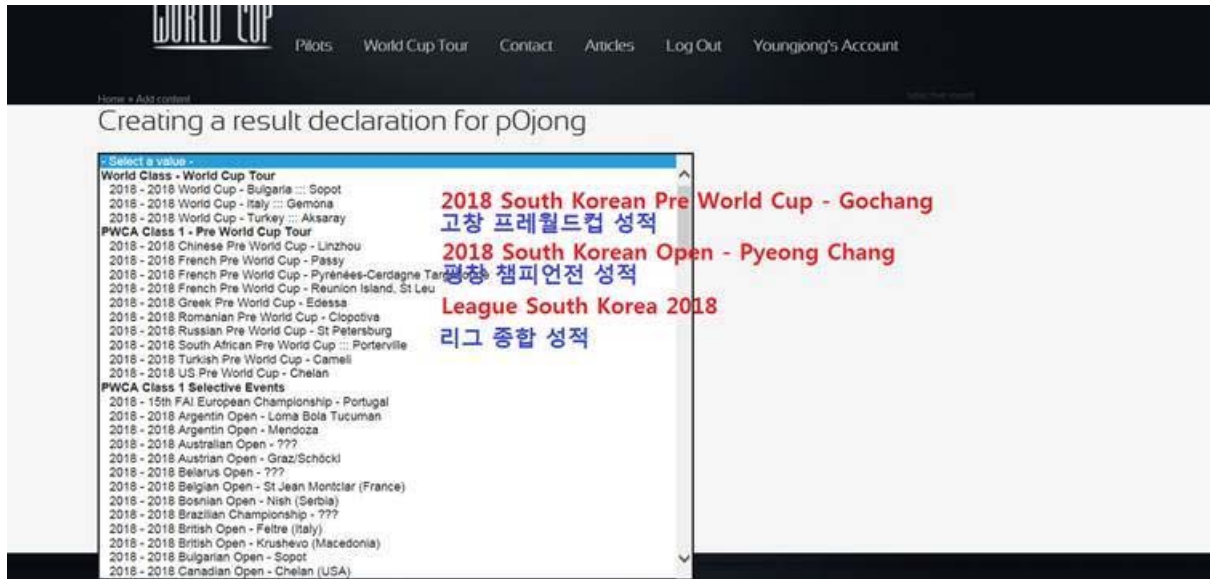 WORLD CUP
Pilots World Cup Tour Contact Articles Log Out Youngjong's Account
Home » Add content
Creating a result declaration for pOjong
- Select a value -
World Class - World Cup Tour
2018 - 2018 World Cup - Bulgaria ::: Sopot
2018 - 2018 World Cup - Italy ::: Gemona
2018 - 2018 World Cup - Turkey ::: Aksaray
PWCA Class 1 - Pre World Cup Tour
2018 - 2018 Chinese Pre World Cup - Linzhou
2018 - 2018 French Pre World Cup - Passy
2018 - 2018 French Pre World Cup - Pyrénées-Cerdagne
2018 - 2018 French Pre World Cup - Reunion Island, St Leu
2018 - 2018 Greek Pre World Cup - Edessa
2018 - 2018 Romanian Pre World Cup - Clopotiva
2018 - 2018 Russian Pre World Cup - St Petersburg
2018 - 2018 South African Pre World Cup ::: Porterville
2018 - 2018 Turkish Pre World Cup - Cameli
2018 - 2018 US Pre World Cup - Chelan
PWCA Class 1 Selective Events
2018 - 15th FAI European Championship - Portugal
2018 - 2018 Argentin Open - Loma Bola Tucuman
2018 - 2018 Argentin Open - Mendoza
2018 - 2018 Australian Open - ???
2018 - 2018 Austrian Open - Graz/Schöckl
2018 - 2018 Belarus Open - ???
2018 - 2018 Belgian Open - St Jean Montclar (France)
2018 - 2018 Bosnian Open - Nish (Serbia)
2018 - 2018 Brazilian Championship - ???
2018 - 2018 British Open - Feltre (Italy)
2018 - 2018 British Open - Krushevo (Macedonia)
2018 - 2018 Bulgarian Open - Sopot
2018 - 2018 Canadian Open - Chelan (USA)
2018 South Korean Pre World Cup - Gochang
고창 프레월드컵 성적
2018 South Korean Open - Pyeong Chang
평창 챔피언전 성적
League South Korea 2018
리그 종합 성적